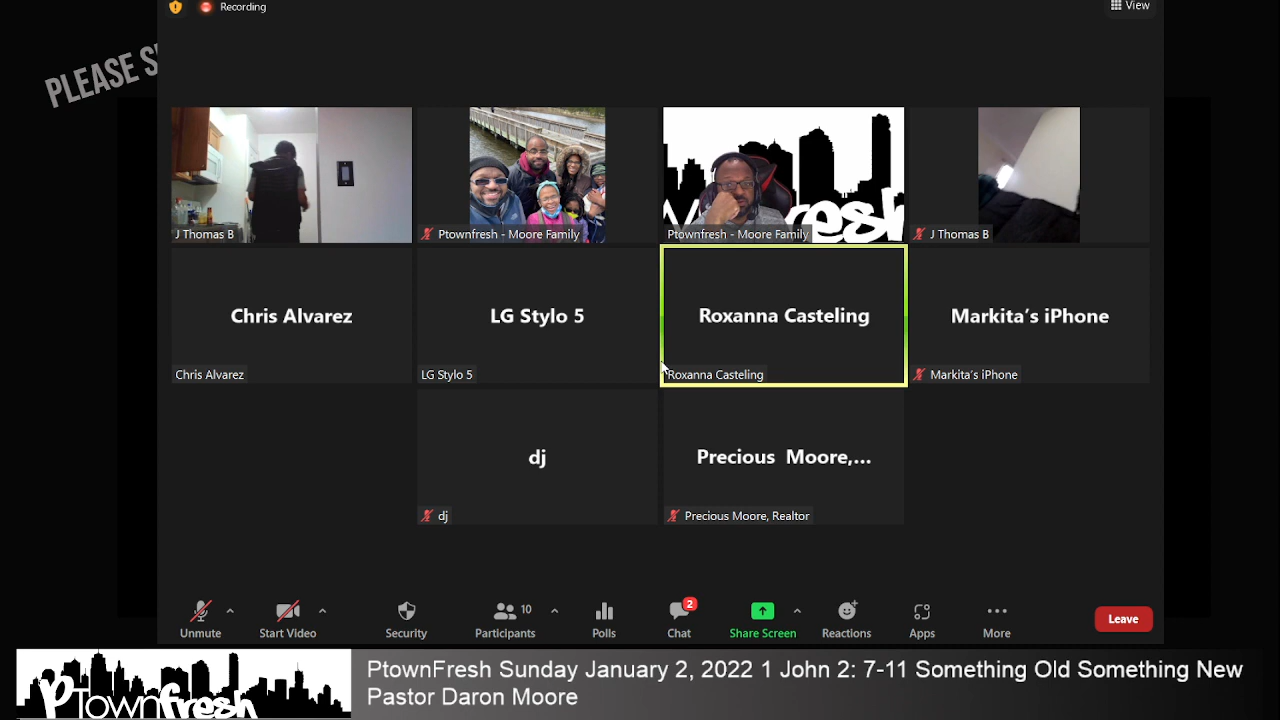 Recording
View
PLEASE S
J Thomas B
Ptownfresh - Moore Family
fresh
Ptownfresh - Moore Family
J Thomas B
Chris Alvarez
Chris Alvarez
LG Stylo 5
LG Stylo 5
Roxanna Casteling
Roxanna Casteling
Markita’s iPhone
Markita's iPhone
dj
dj
Precious Moore,...
Precious Moore, Realtor
Unmute
Start Video
Security
10
Participants
Polls
2
Chat
Share Screen
Reactions
Apps
More
Leave
PTownfresh
PtownFresh Sunday January 2, 2022 1 John 2: 7-11 Something Old Something New
Pastor Daron Moore